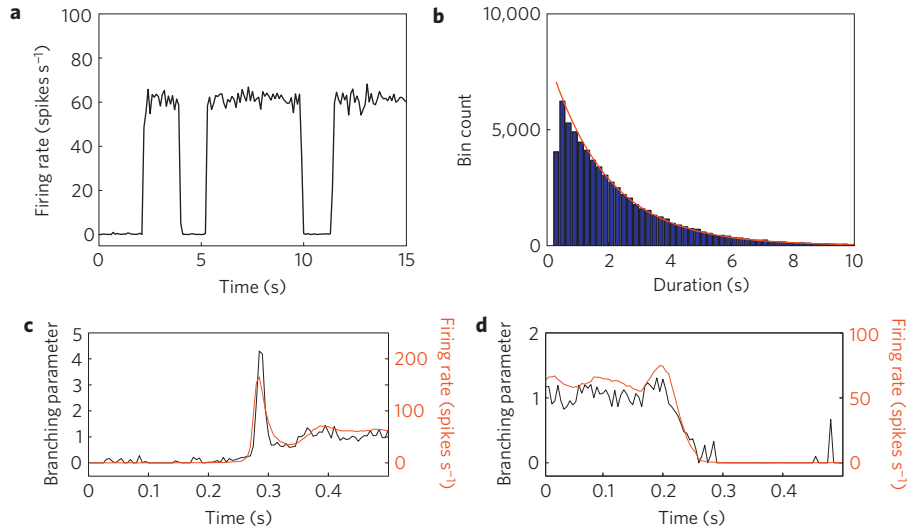 a
100
80
60
40
20
0
Firing rate (spikes s⁻¹)
0 5 10 15
Time (s)
b
10,000
5,000
0
Bin count
0 2 4 6 8 10
Duration (s)
c
5
4
3
2
1
0
Branching parameter
200
100
0
Firing rate (spikes s⁻¹)
0 0.1 0.2 0.3 0.4
Time (s)
d
2
1
0
Branching parameter
100
50
0
Firing rate (spikes s⁻¹)
0 0.1 0.2 0.3 0.4
Time (s)